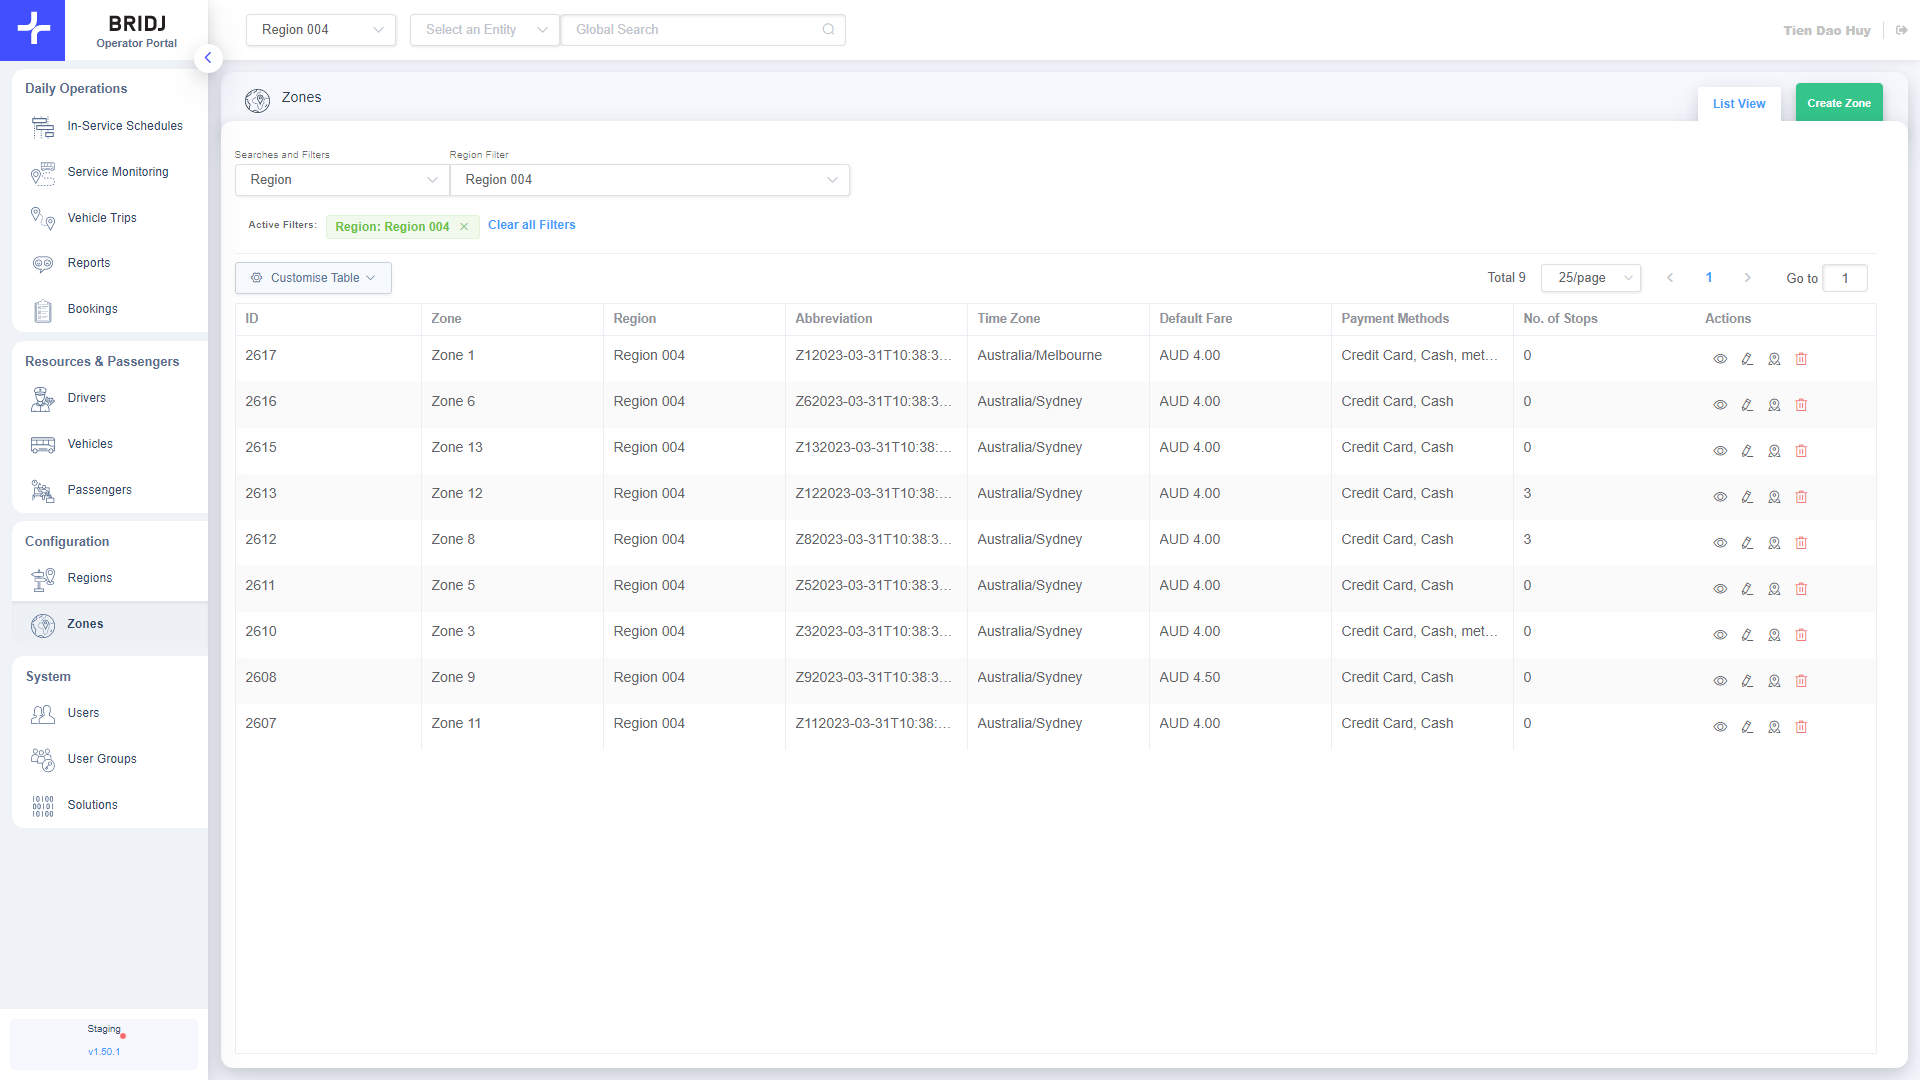 BRIDJ
Operator Portal
Region 004
Select an Entity
Global Search
Tien Dao Huy
Daily Operations
In-Service Schedules
Service Monitoring
Vehicle Trips
Reports
Bookings
Resources & Passengers
Drivers
Vehicles
Passengers
Configuration
Regions
Zones
System
Users
User Groups
10100
00101
10100
Solutions
Staging
v1.50.1
Zones
List View
Create Zone
Searches and Filters
Region Filter
Region
Region 004
Active Filters:
Region: Region 004
Clear all Filters
Customise Table
Total 9
25/page
1
Go to
1
ID Zone Region Abbreviation Time Zone Default Fare Payment Methods No. of Stops Actions
2617 Zone 1 Region 004 Z12023-03-31T10:38:3... Australia/Melbourne AUD 4.00 Credit Card, Cash, met... 0
2616 Zone 6 Region 004 Z62023-03-31T10:38:3... Australia/Sydney AUD 4.00 Credit Card, Cash 0
2615 Zone 13 Region 004 Z132023-03-31T10:38:... Australia/Sydney AUD 4.00 Credit Card, Cash 0
2613 Zone 12 Region 004 Z122023-03-31T10:38:... Australia/Sydney AUD 4.00 Credit Card, Cash 3
2612 Zone 8 Region 004 Z82023-03-31T10:38:3... Australia/Sydney AUD 4.00 Credit Card, Cash 3
2611 Zone 5 Region 004 Z52023-03-31T10:38:3... Australia/Sydney AUD 4.00 Credit Card, Cash 0
2610 Zone 3 Region 004 Z32023-03-31T10:38:3... Australia/Sydney AUD 4.00 Credit Card, Cash, met... 0
2608 Zone 9 Region 004 Z92023-03-31T10:38:3... Australia/Sydney AUD 4.50 Credit Card, Cash 0
2607 Zone 11 Region 004 Z112023-03-31T10:38:... Australia/Sydney AUD 4.00 Credit Card, Cash 0